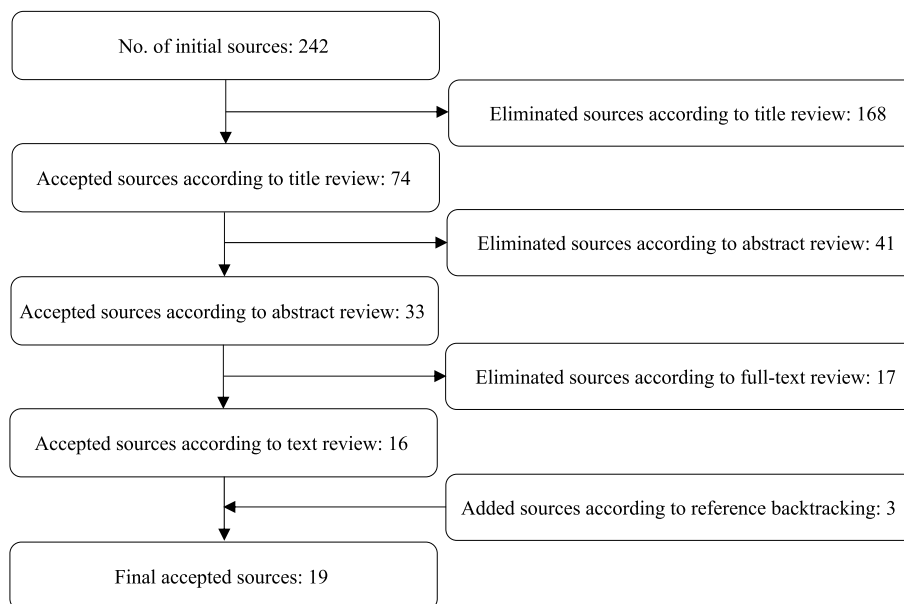 No. of initial sources: 242
Eliminated sources according to title review: 168
Accepted sources according to title review: 74
Eliminated sources according to abstract review: 41
Accepted sources according to abstract review: 33
Eliminated sources according to full-text review: 17
Accepted sources according to text review: 16
Added sources according to reference backtracking: 3
Final accepted sources: 19